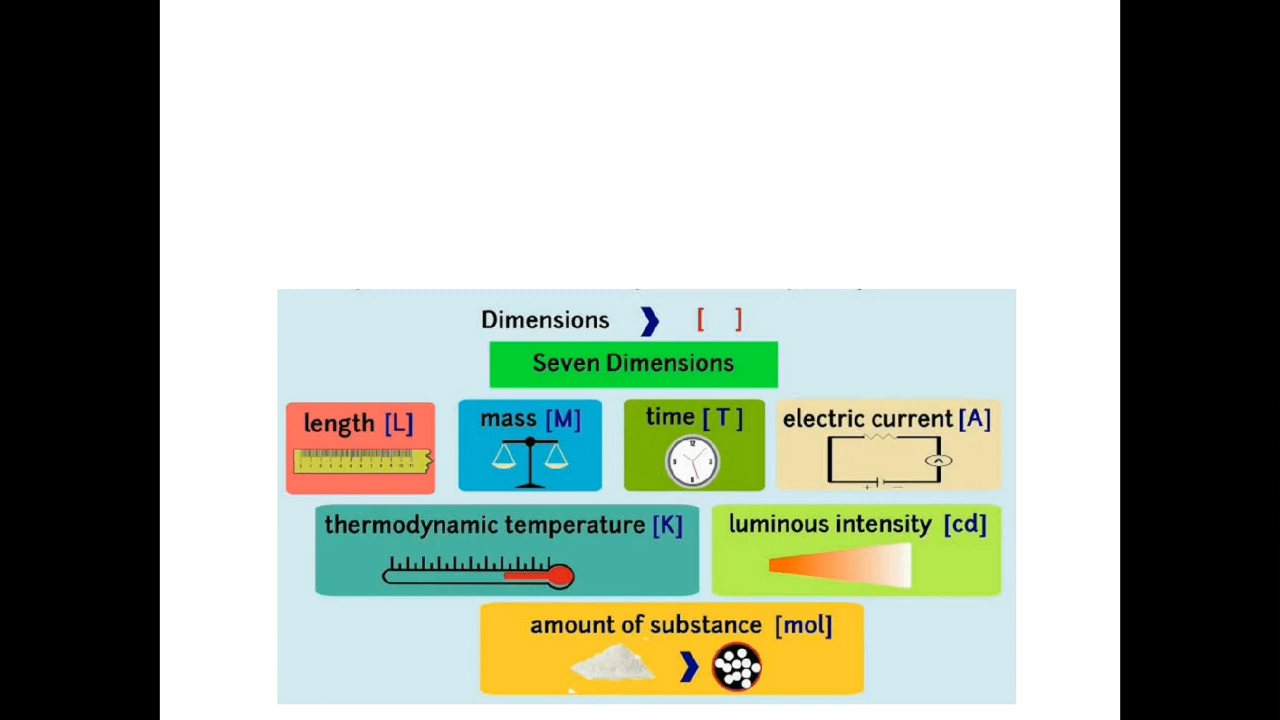 Dimensions ❯ [ ]
Seven Dimensions
length [L]
mass [M]
time [ T ]
electric current [A]
thermodynamic temperature [K]
luminous intensity [cd]
amount of substance [mol]